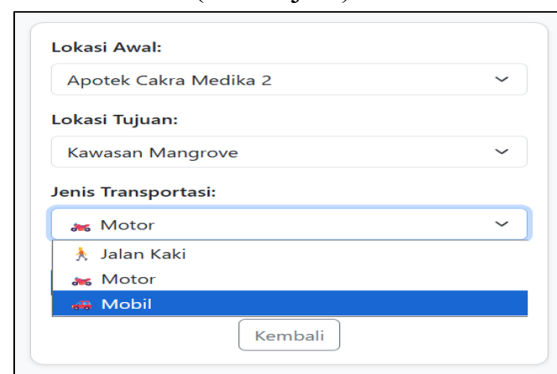 Lokasi Awal:
Apotek Cakra Medika 2
Lokasi Tujuan:
Kawasan Mangrove
Jenis Transportasi:
Motor
Jalan Kaki
Motor
Mobil
Kembali